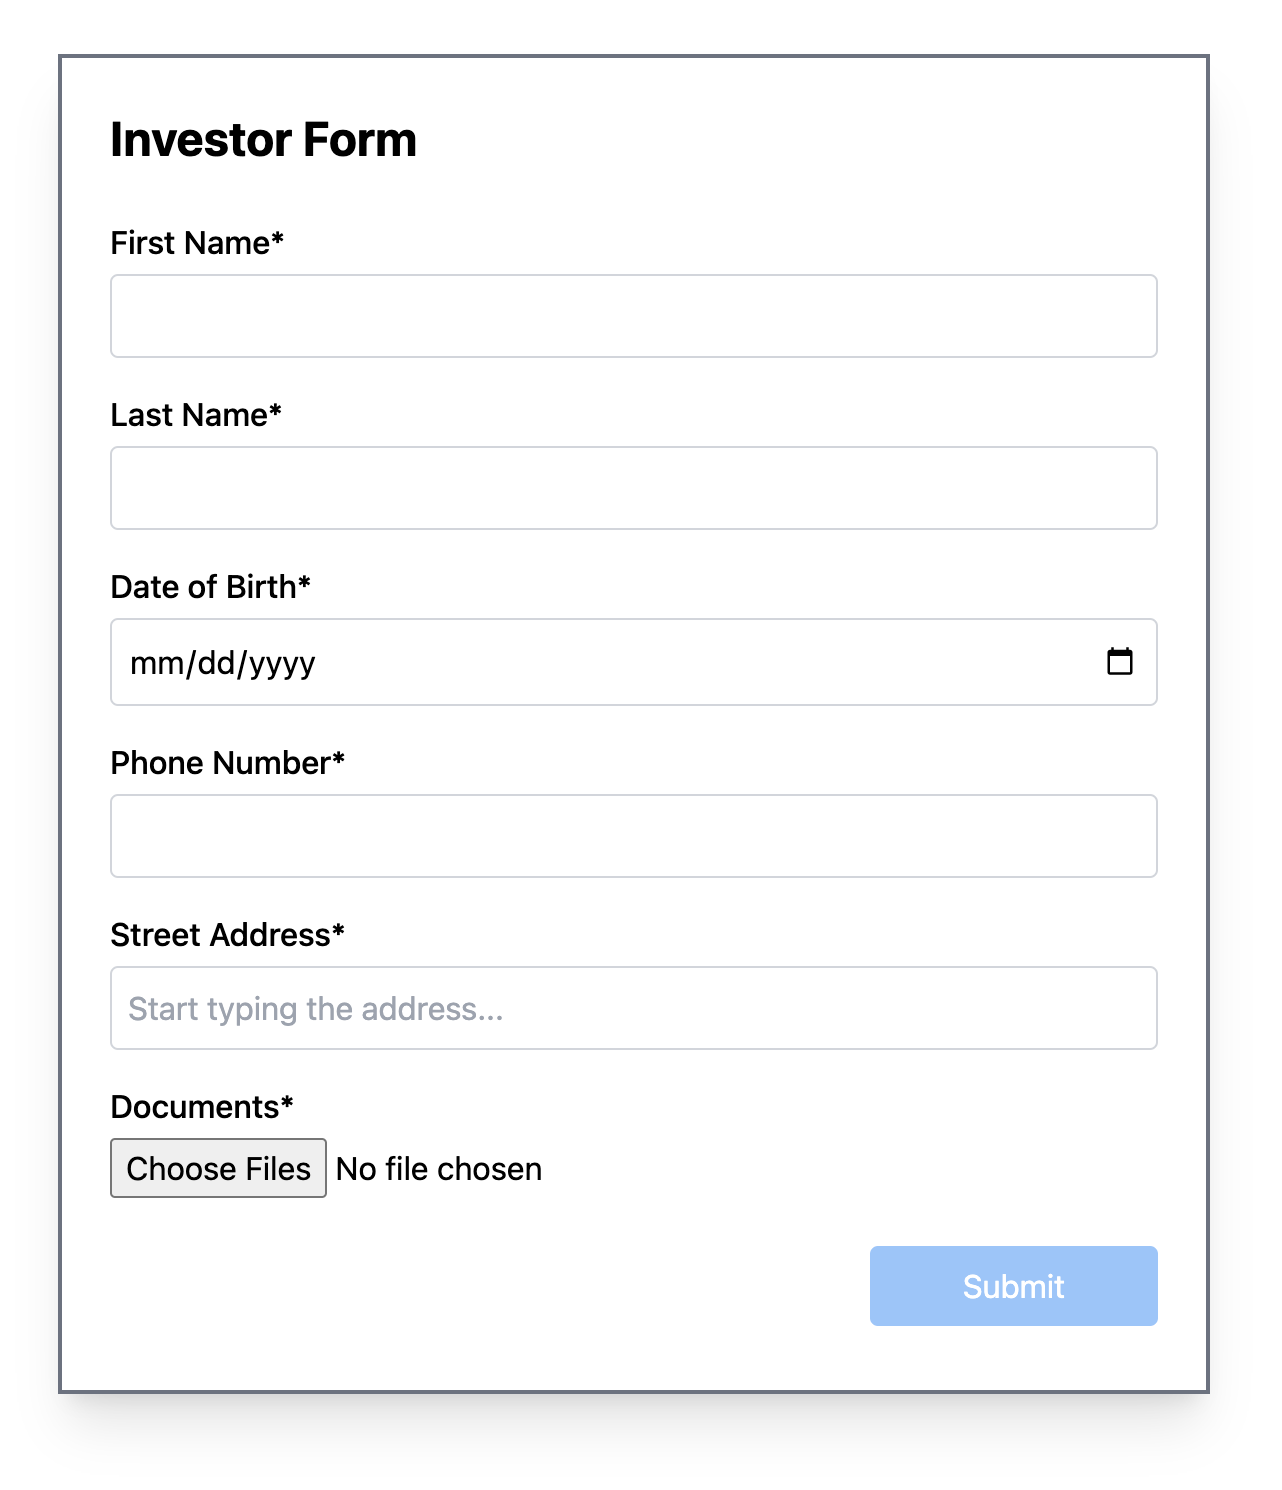 Investor Form
First Name*
Last Name*
Date of Birth*
mm/dd/yyyy
Phone Number*
Street Address*
Start typing the address...
Documents*
Choose Files No file chosen
Submit